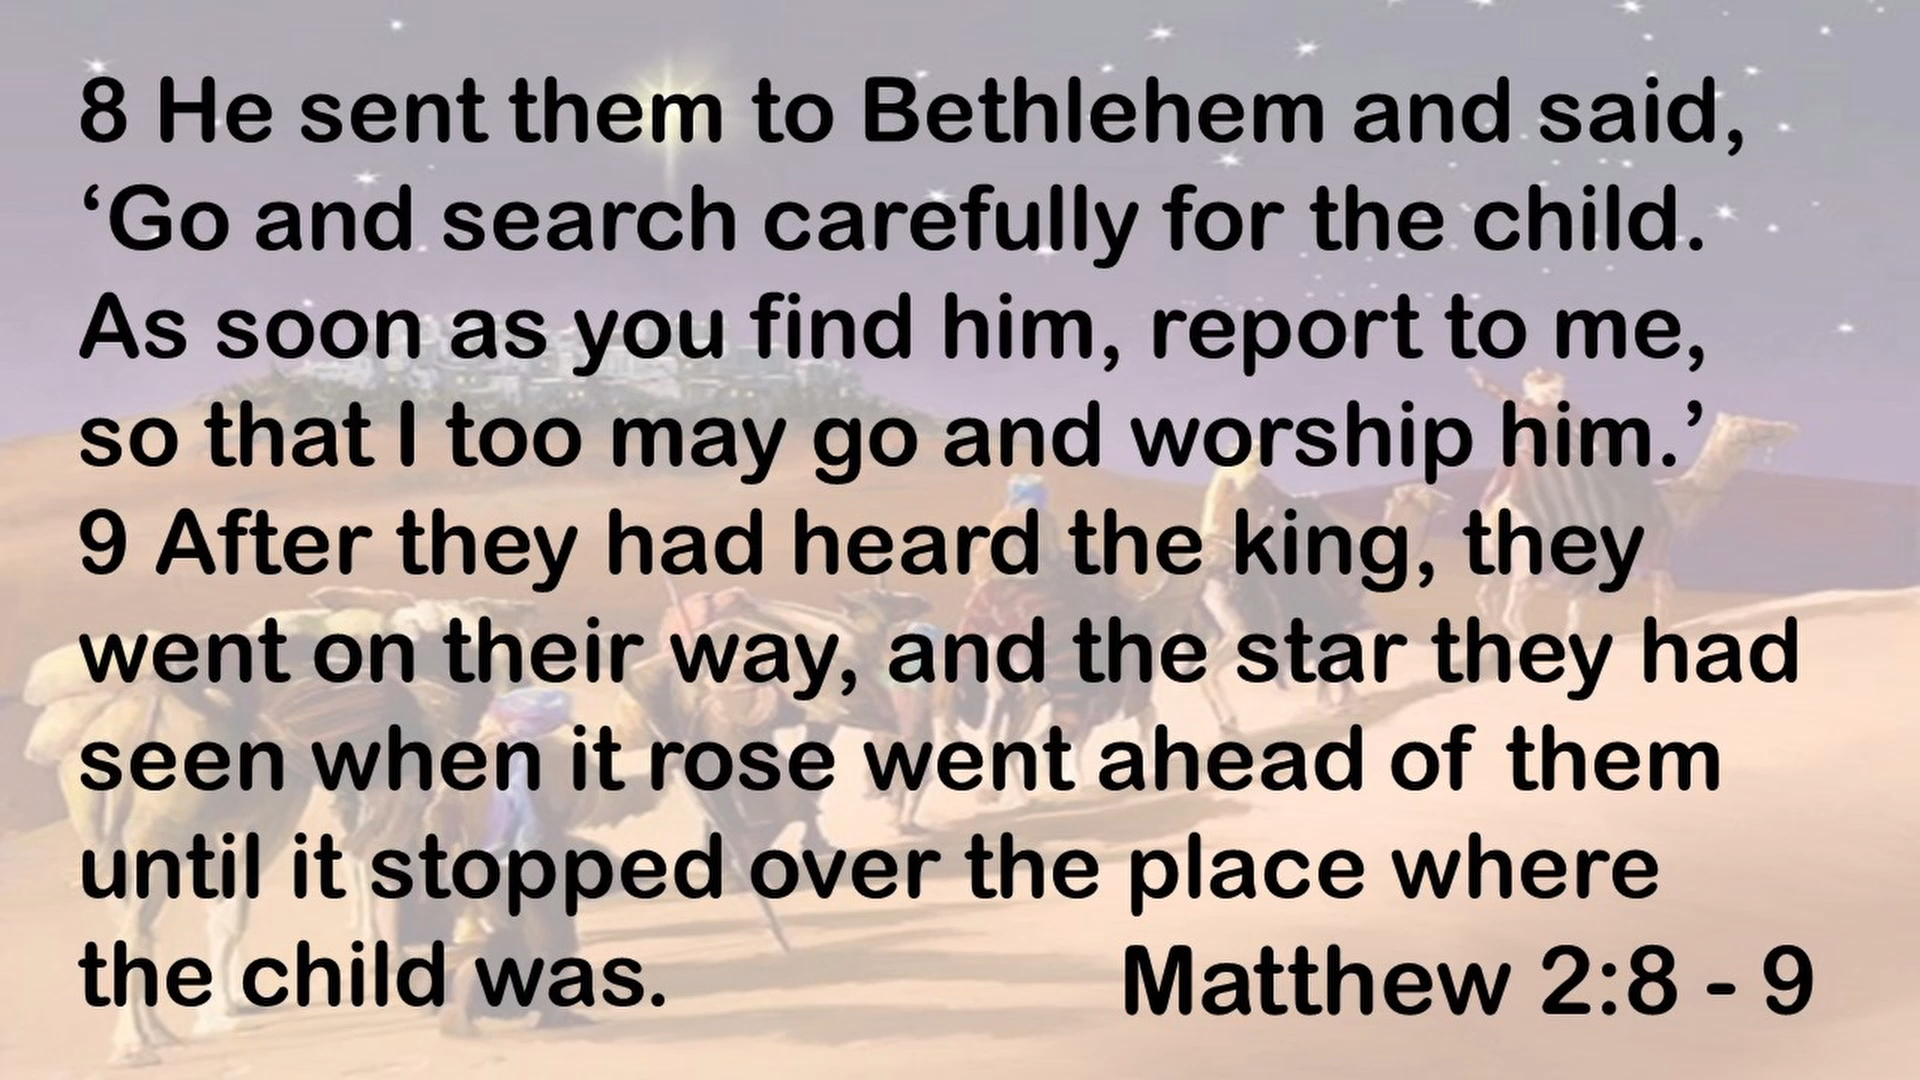 8 He sent them to Bethlehem and said,
‘Go and search carefully for the child.
As soon as you find him, report to me,
so that I too may go and worship him.’
9 After they had heard the king, they
went on their way, and the star they had
seen when it rose went ahead of them
until it stopped over the place where
the child was. Matthew 2:8 - 9